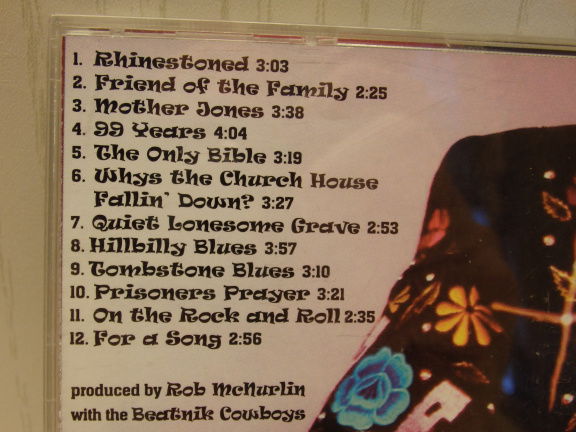 1. Rhinestoned 3:03
2. Friend of the Family 2:25
3. Mother Jones 3:38
4. 99 Years 4:04
5. The Only Bible 3:19
6. Whys the Church House
Fallin' Down? 3:27
7. Quiet Lonesome Grave 2:53
8. Hillbilly Blues 3:57
9. Tombstone Blues 3:10
10. Prisoners Prayer 3:21
11. On the Rock and Roll 2:35
12. For a Song 2:56
produced by Rob McNurlin
with the Beatnik Cowboys